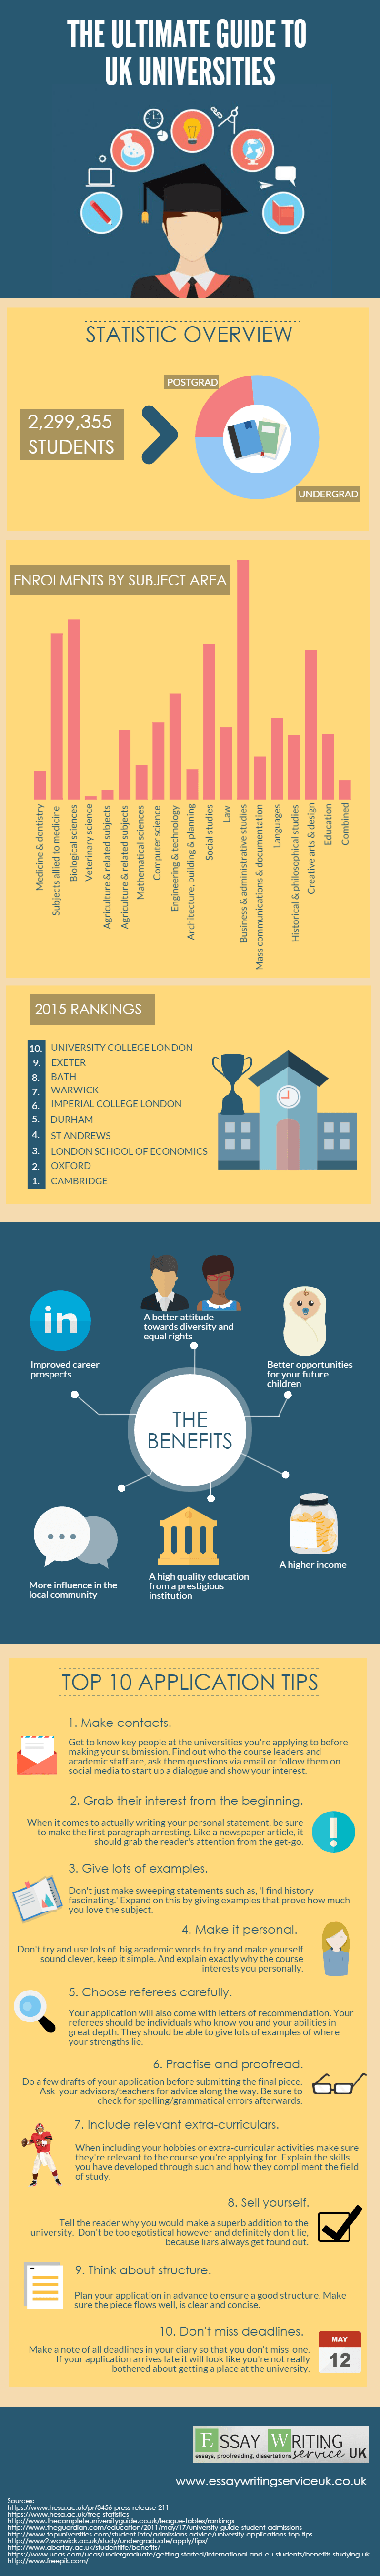 THE ULTIMATE GUIDE TO
UK UNIVERSITIES
STATISTIC OVERVIEW
POSTGRAD
2,299,355
STUDENTS
UNDERGRAD
ENROLMENTS BY SUBJECT AREA
Medicine & dentistry
Subjects allied to medicine
Biological sciences
Veterinary science
Agriculture & related subjects
Agriculture & related subjects
Mathematical sciences
Computer science
Engineering & technology
Architecture, building & planning
Social studies
Law
Business & administrative studies
Mass communications & documentation
Languages
Historical & philosophical studies
Creative arts & design
Education
Combined
2015 RANKINGS
10. UNIVERSITY COLLEGE LONDON
9. EXETER
8. BATH
7. WARWICK
6. IMPERIAL COLLEGE LONDON
5. DURHAM
4. ST ANDREWS
3. LONDON SCHOOL OF ECONOMICS
2. OXFORD
1. CAMBRIDGE
in
A better attitude
towards diversity and
equal rights
Improved career
prospects
Better opportunities
for your future
children
THE
BENEFITS
More influence in the
local community
A high quality education
from a prestigious
institution
A higher income
TOP 10 APPLICATION TIPS
1. Make contacts.
Get to know key people at the universities you're applying to before
making your submission. Find out who the course leaders and
academic staff are, ask them questions via email or follow them on
social media to start up a dialogue and show your interest.
2. Grab their interest from the beginning.
When it comes to actually writing your personal statement, be sure
to make the first paragraph arresting. Like a newspaper article, it
should grab the reader's attention from the get-go.
3. Give lots of examples.
Don't just make sweeping statements such as, 'I find history
fascinating.' Expand on this by giving examples that prove how much
you love the subject.
4. Make it personal.
Don't try and use lots of big academic words to try and make yourself
sound clever, keep it simple. And explain exactly why the course
interests you personally.
5. Choose referees carefully.
Your application will also come with letters of recommendation. Your
referees should be individuals who know you and your abilities in
great depth. They should be able to give lots of examples of where
your strengths lie.
6. Practise and proofread.
Do a few drafts of your application before submitting the final piece.
Ask your advisors/teachers for advice along the way. Be sure to
check for spelling/grammatical errors afterwards.
7. Include relevant extra-curriculars.
When including your hobbies or extra-curricular activities make sure
they're relevant to the course you're applying for. Explain the skills
you have developed through such and how they compliment the field
of study.
8. Sell yourself.
Tell the reader why you would make a superb addition to the
university. Don't be too egotistical however and definitely don't lie,
because liars always get found out.
9. Think about structure.
Plan your application in advance to ensure a good structure. Make
sure the piece flows well, is clear and concise.
10. Don't miss deadlines.
Make a note of all deadlines in your diary so that you don't miss one.
If your application arrives late it will look like you're not really
bothered about getting a place at the university.
MAY
12
ESSAY WRITING
essays, proofreading, dissertations service UK
www.essaywritingserviceuk.co.uk
Sources:
https://www.hesa.ac.uk/pr/3456-press-release-211
https://www.hesa.ac.uk/free-statistics
http://www.thecompleteuniversityguide.co.uk/league-tables/rankings
http://www.theguardian.com/education/2011/may/17/university-guide-student-admissions
http://www.topuniversities.com/student-info/admissions-advice/university-applications-top-tips
http://www2.warwick.ac.uk/study/undergraduate/apply/tips/
http://www.abertay.ac.uk/studentlife/benefits/
https://www.ucas.com/ucas/undergraduate/getting-started/international-and-eu-students/benefits-studying-uk
http://www.freepik.com/